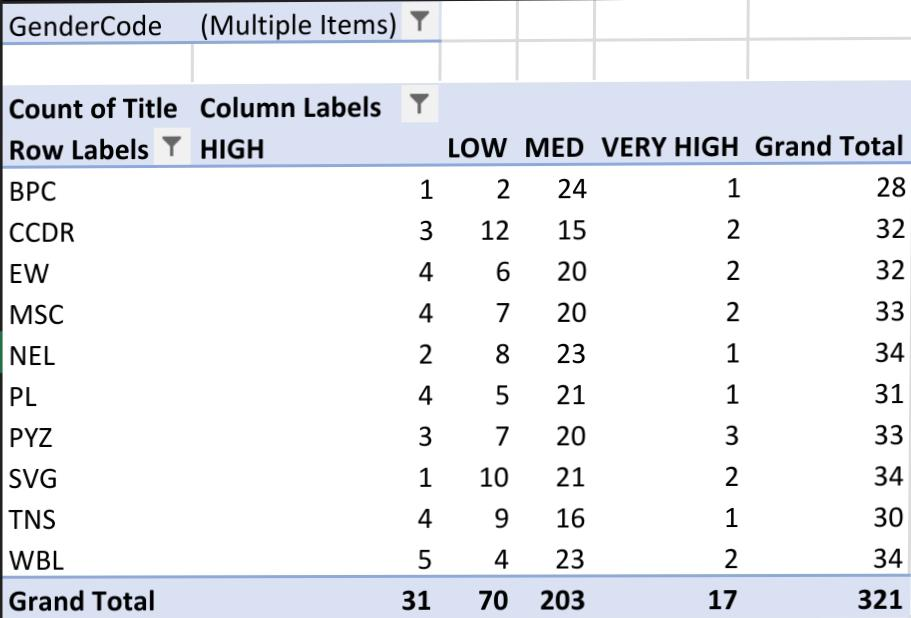 GenderCode (Multiple Items)
Count of Title Column Labels
Row Labels HIGH LOW MED VERY HIGH Grand Total
BPC 1 2 24 1 28
CCDR 3 12 15 2 32
EW 4 6 20 2 32
MSC 4 7 20 2 33
NEL 2 8 23 1 34
PL 4 5 21 1 31
PYZ 3 7 20 3 33
SVG 1 10 21 2 34
TNS 4 9 16 1 30
WBL 5 4 23 2 34
Grand Total 31 70 203 17 321